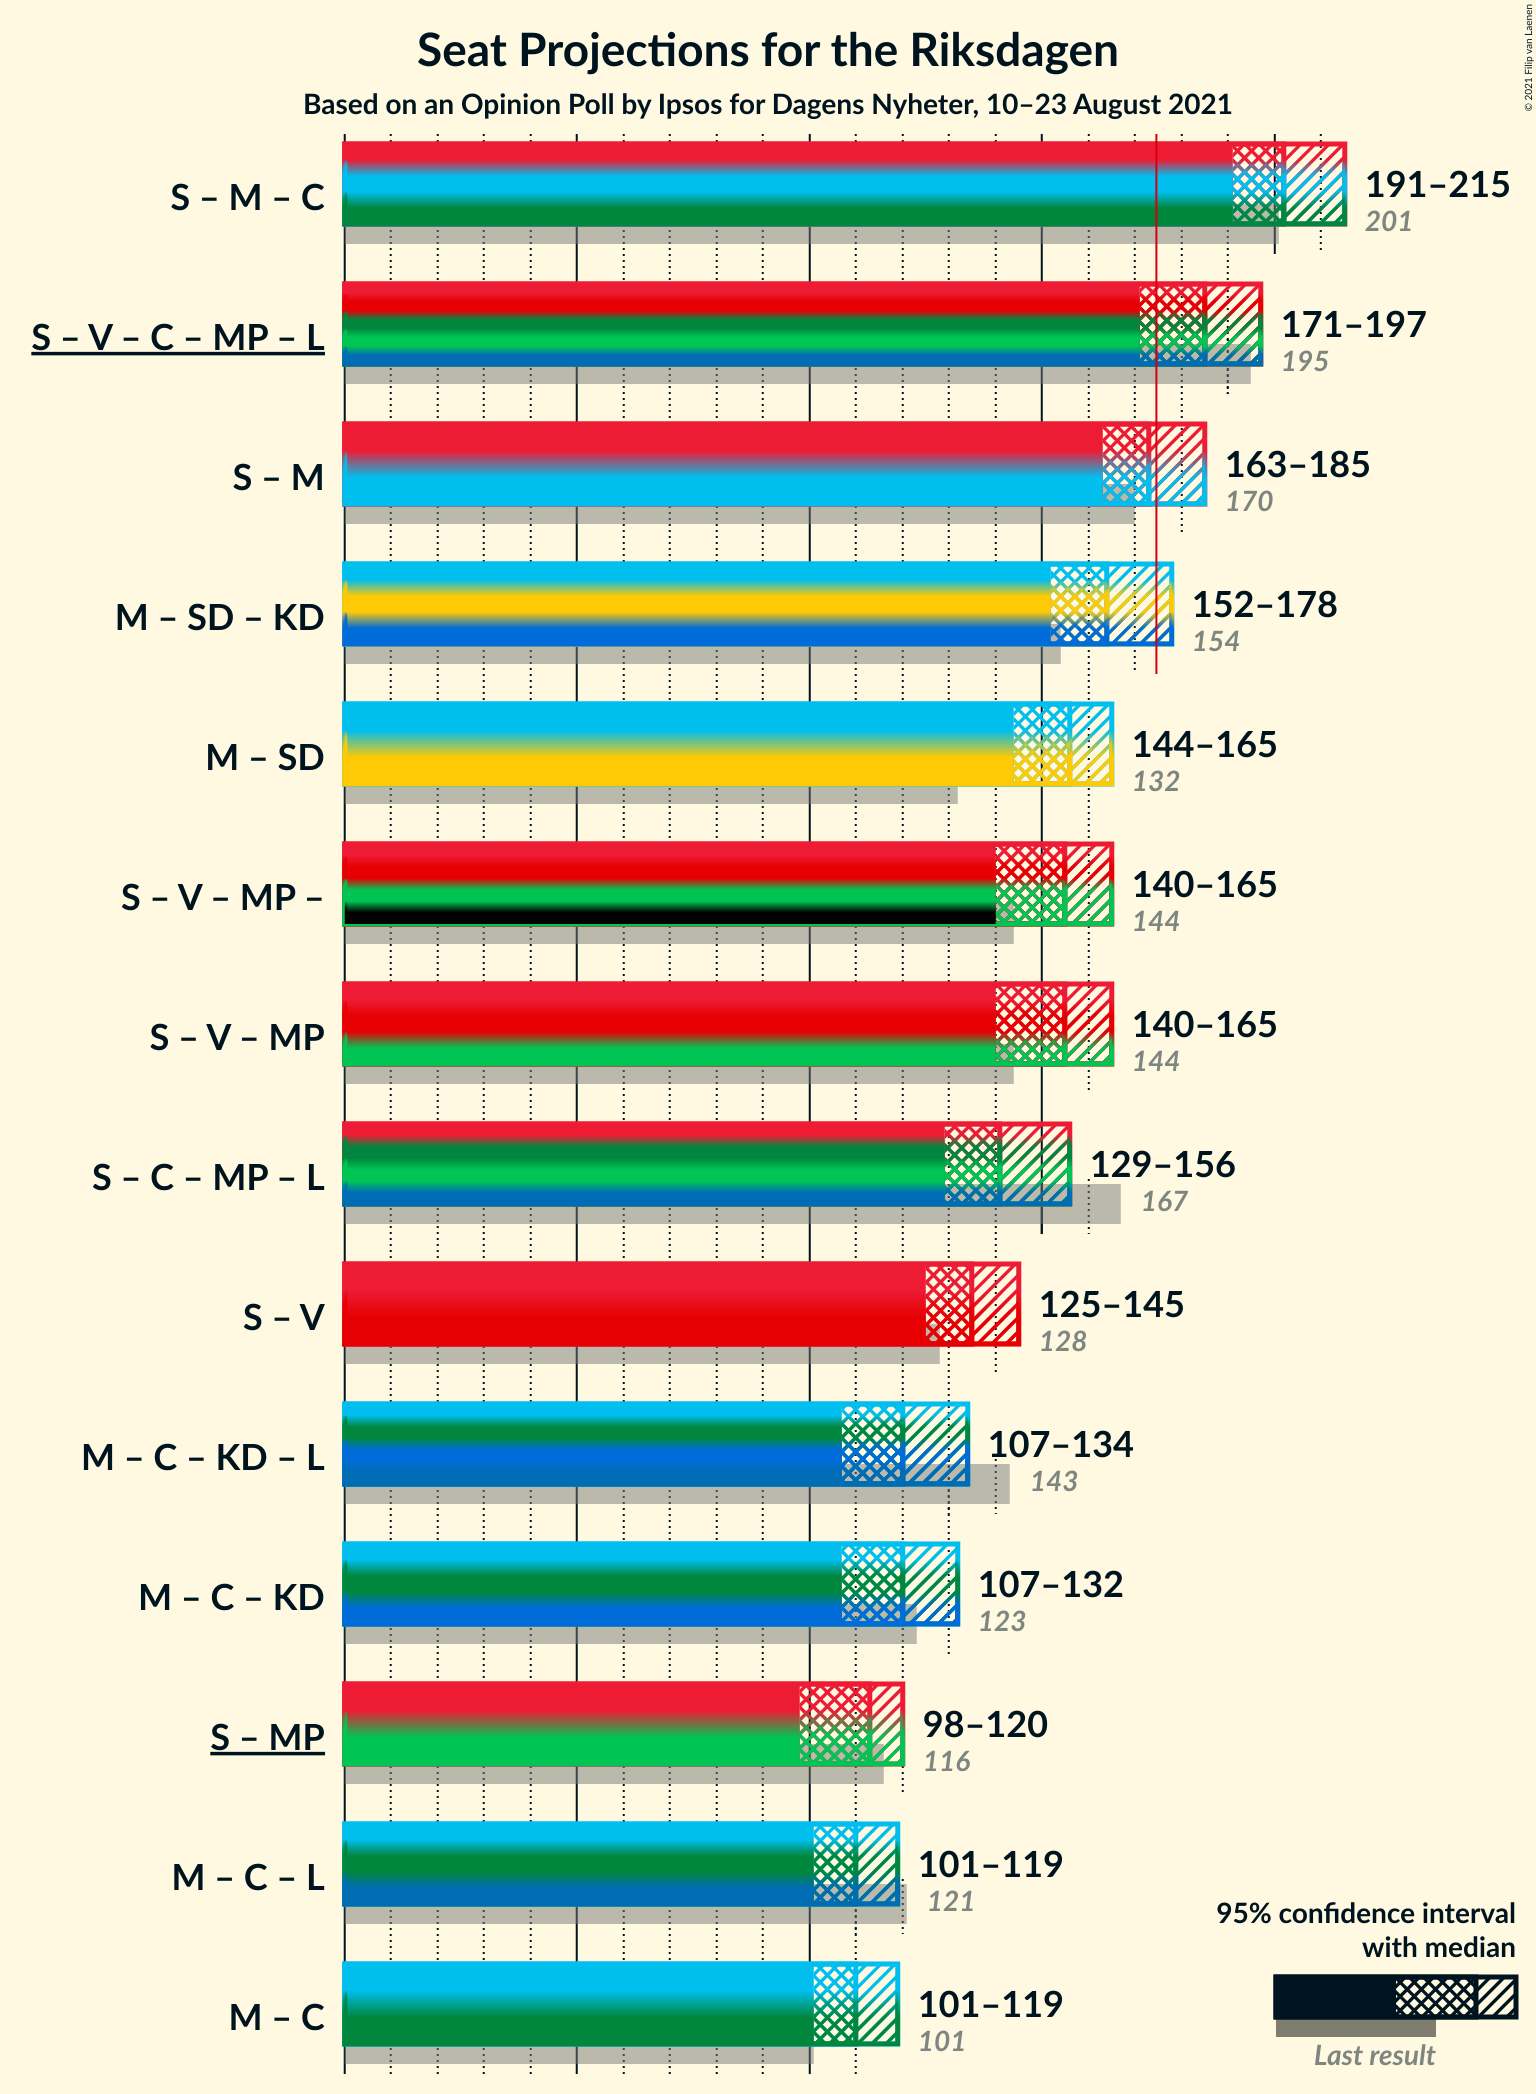 Seat Projections for the Riksdagen
Based on an Opinion Poll by Ipsos for Dagens Nyheter, 10–23 August 2021
© 2021 Filip van Laenen
S – M – C
191–215
201
S – V – C – MP – L
171–197
195
S – M
163–185
170
M – SD – KD
152–178
154
M – SD
144–165
132
S – V – MP –
140–165
144
S – V – MP
140–165
144
S – C – MP – L
129–156
167
S – V
125–145
128
M – C – KD – L
107–134
143
M – C – KD
107–132
123
S – MP
98–120
116
M – C – L
101–119
121
M – C
101–119
101
95% confidence interval
with median
Last result